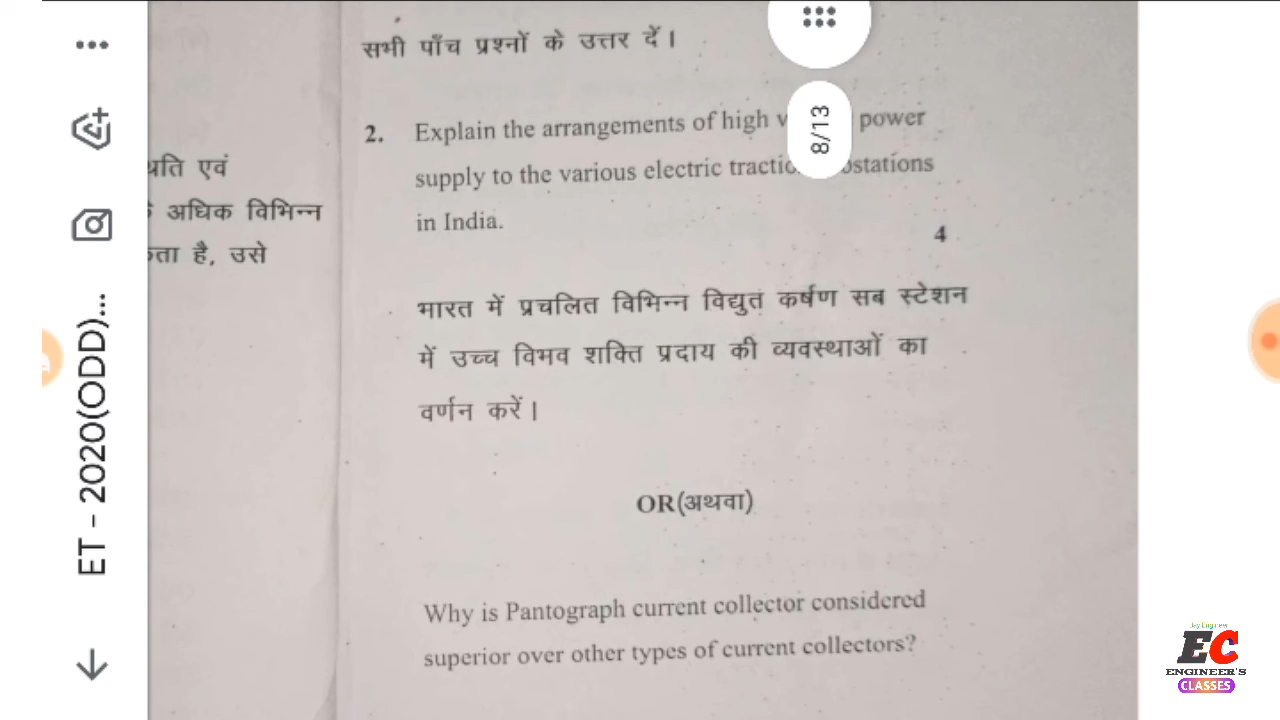 सभी पाँच प्रश्नों के उत्तर दें।
2. Explain the arrangements of high power
supply to the various electric
in India.
4
भारत में प्रचलित विभिन्न विद्युत कर्षण सब स्टेशन
में उच्च विभव शक्ति प्रदाय की व्यवस्थाओं का
वर्णन करें।
OR(अथवा)
Why is Pantograph current collector considered
superior over other types of current collectors?
एवं
अधिक विभिन्न
है, उसे
8/13
ET - 2020(ODD)...
Jay Engineer
EC
ENGINEER'S
CLASSES